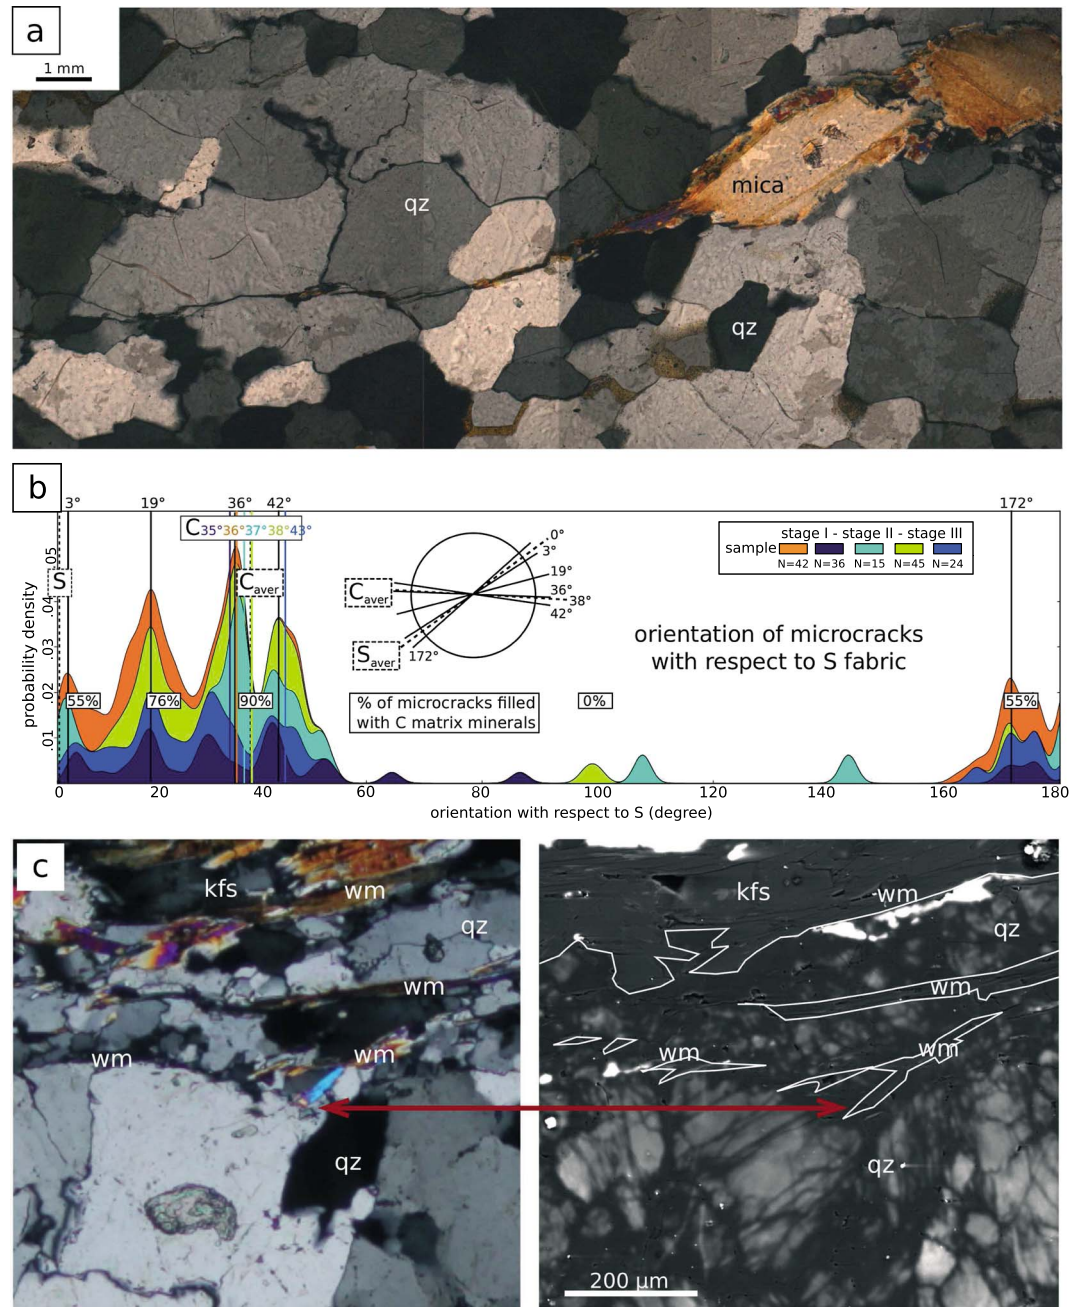 a
1 mm
mica
qz
qz
b
3°
19°
36°
42°
172°
C 35° 36° 37° 38° 43°
stage I - stage II - stage III
sample
N=42 N=36 N=15 N=45 N=24
S
C aver
C aver
S aver
172°
0°
3°
19°
36°
38°
42°
orientation of microcracks
with respect to S fabric
55%
76%
90%
% of microcracks filled
with C matrix minerals
0%
55%
probability density
.05
.04
.03
.02
.01
0 20 40 60 80 100 120 140 160 180
orientation with respect to S (degree)
c
kfs
wm
qz
wm
wm
wm
qz
kfs
wm
qz
wm
wm
wm
qz
200 µm